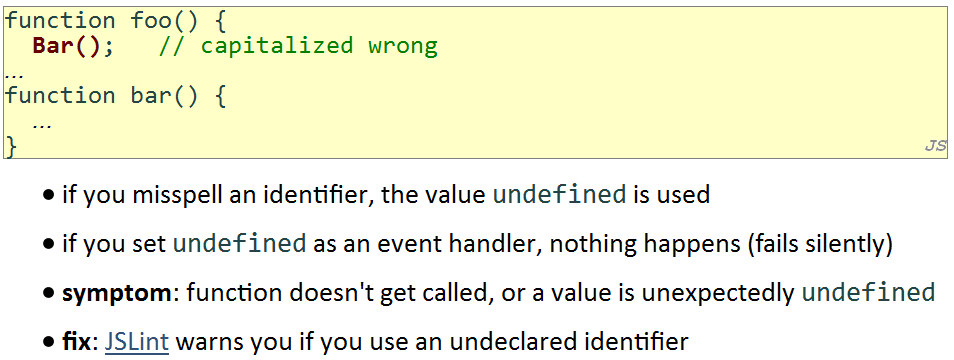 function foo() {
  Bar();   // capitalized wrong
...
function bar() {
  ...
}
JS
• if you misspell an identifier, the value undefined is used
• if you set undefined as an event handler, nothing happens (fails silently)
• symptom: function doesn't get called, or a value is unexpectedly undefined
• fix: JSLint warns you if you use an undeclared identifier